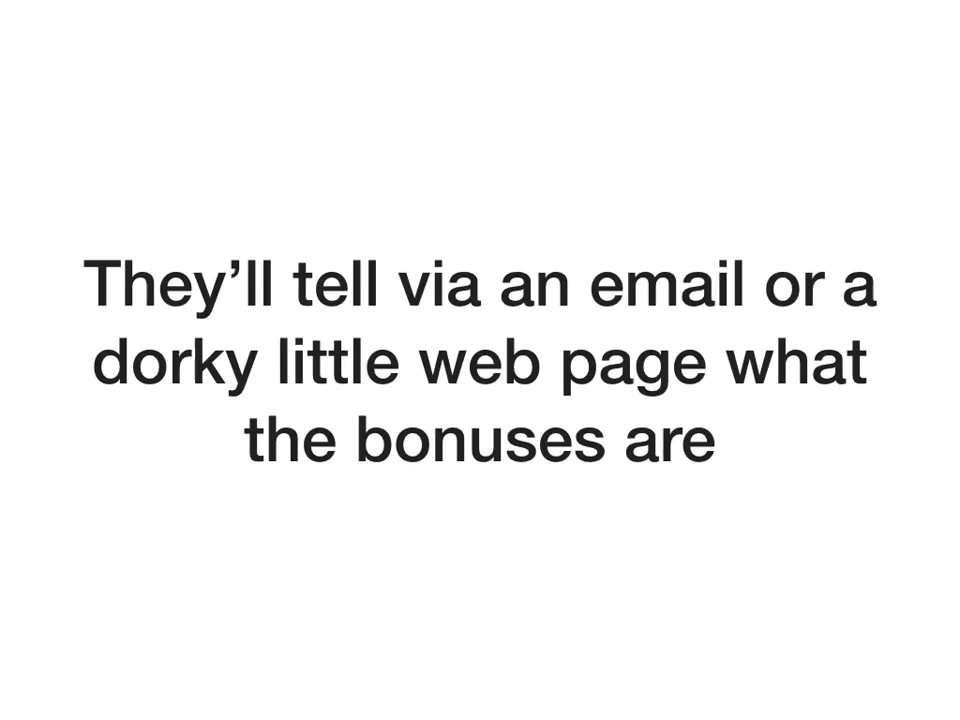 They’ll tell via an email or a
dorky little web page what
the bonuses are